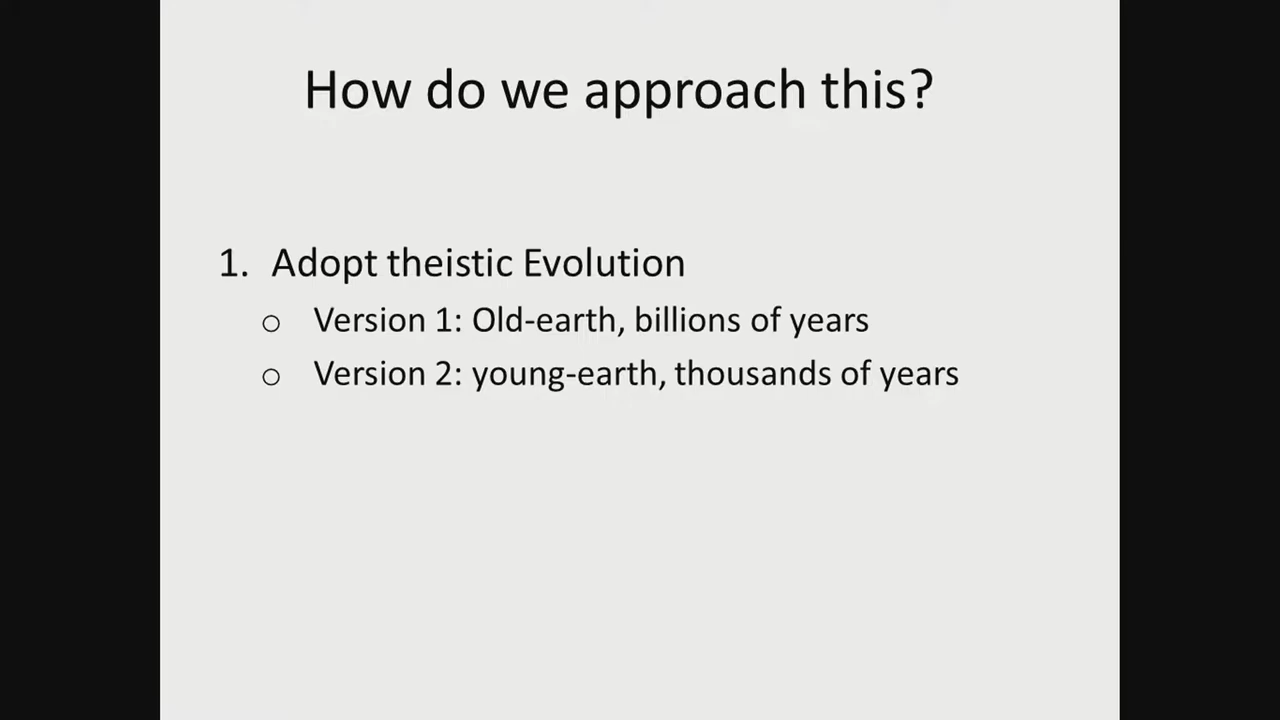 How do we approach this?
1. Adopt theistic Evolution
o Version 1: Old-earth, billions of years
o Version 2: young-earth, thousands of years